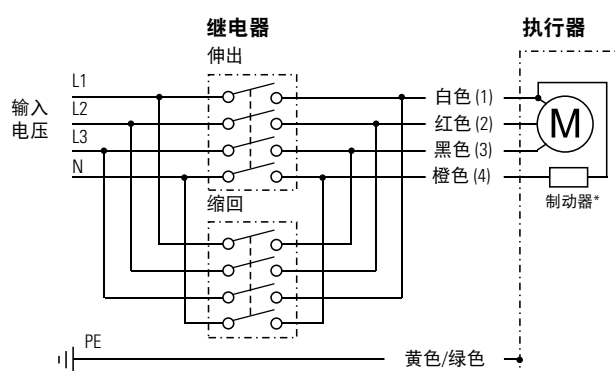 继电器
执行器
伸出
输入
电压
L1
L2
L3
N
白色 (1)
红色 (2)
黑色 (3)
橙色 (4)
M
制动器*
缩回
PE
黄色/绿色